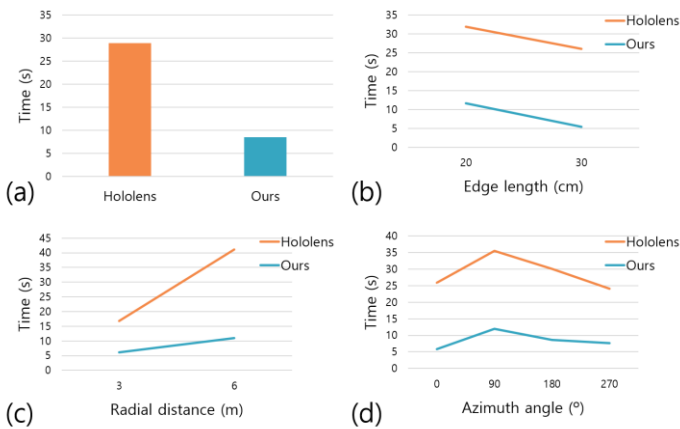 35
30
25
20
15
10
5
0
Time (s)
Hololens
Ours
(a)
35
30
25
20
15
10
5
0
Time (s)
Hololens
Ours
20
30
Edge length (cm)
(b)
45
40
35
30
25
20
15
10
5
0
Time (s)
Hololens
Ours
3
6
Radial distance (m)
(c)
40
35
30
25
20
15
10
5
0
Time (s)
Hololens
Ours
0
90
180
270
Azimuth angle (º)
(d)